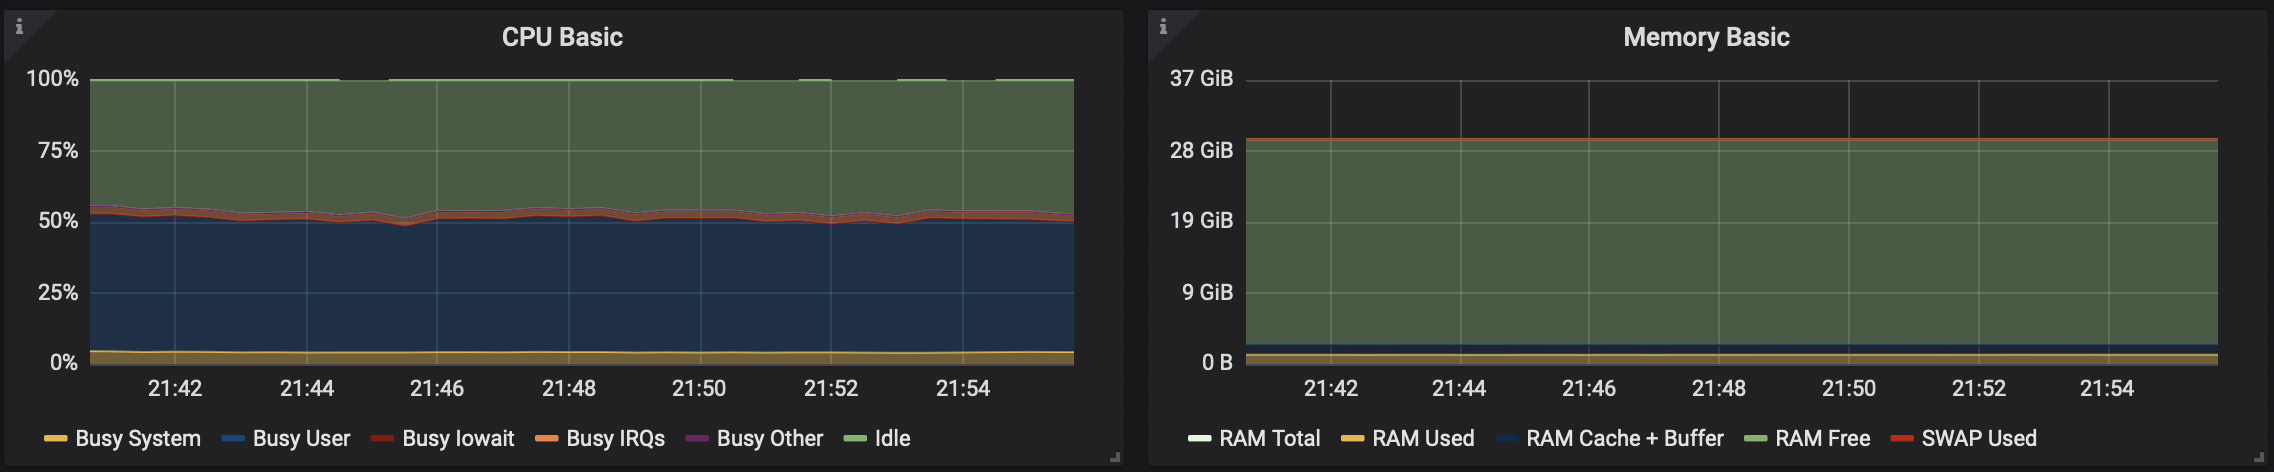 CPU Basic
100%
75%
50%
25%
0%
21:42 21:44 21:46 21:48 21:50 21:52 21:54
Busy System Busy User Busy Iowait Busy IRQs Busy Other Idle
Memory Basic
37 GiB
28 GiB
19 GiB
9 GiB
0 B
21:42 21:44 21:46 21:48 21:50 21:52 21:54
RAM Total RAM Used RAM Cache + Buffer RAM Free SWAP Used